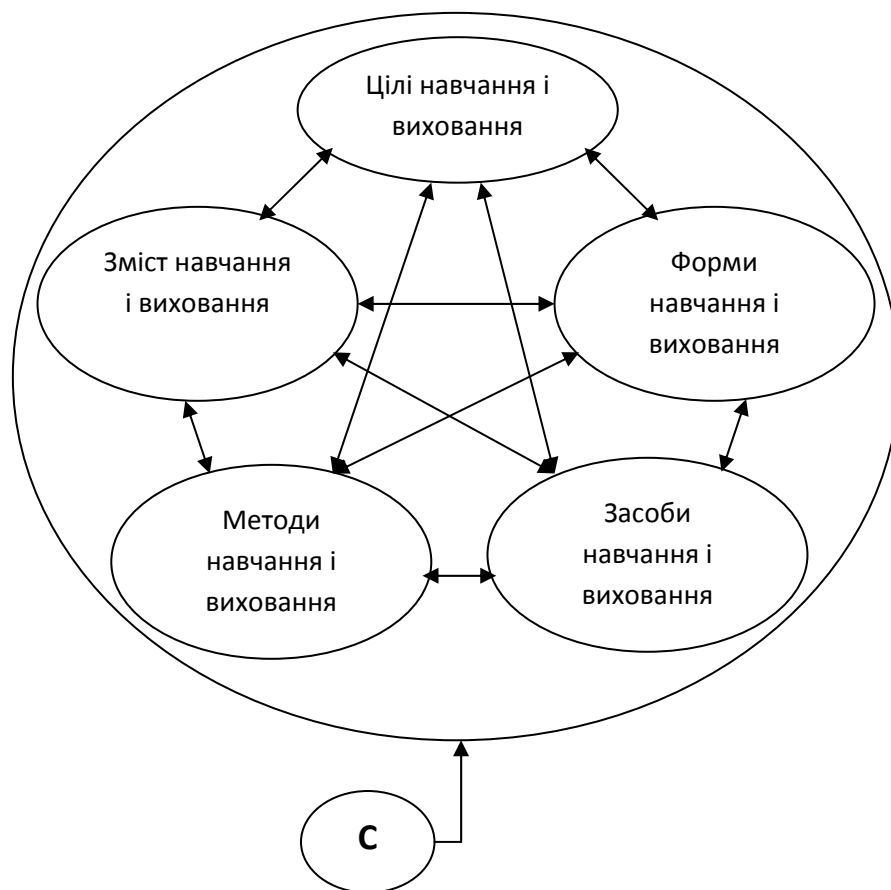 Цілі навчання і
виховання
Зміст навчання
і виховання
Форми
навчання і
виховання
Методи
навчання і
виховання
Засоби
навчання і
виховання
С